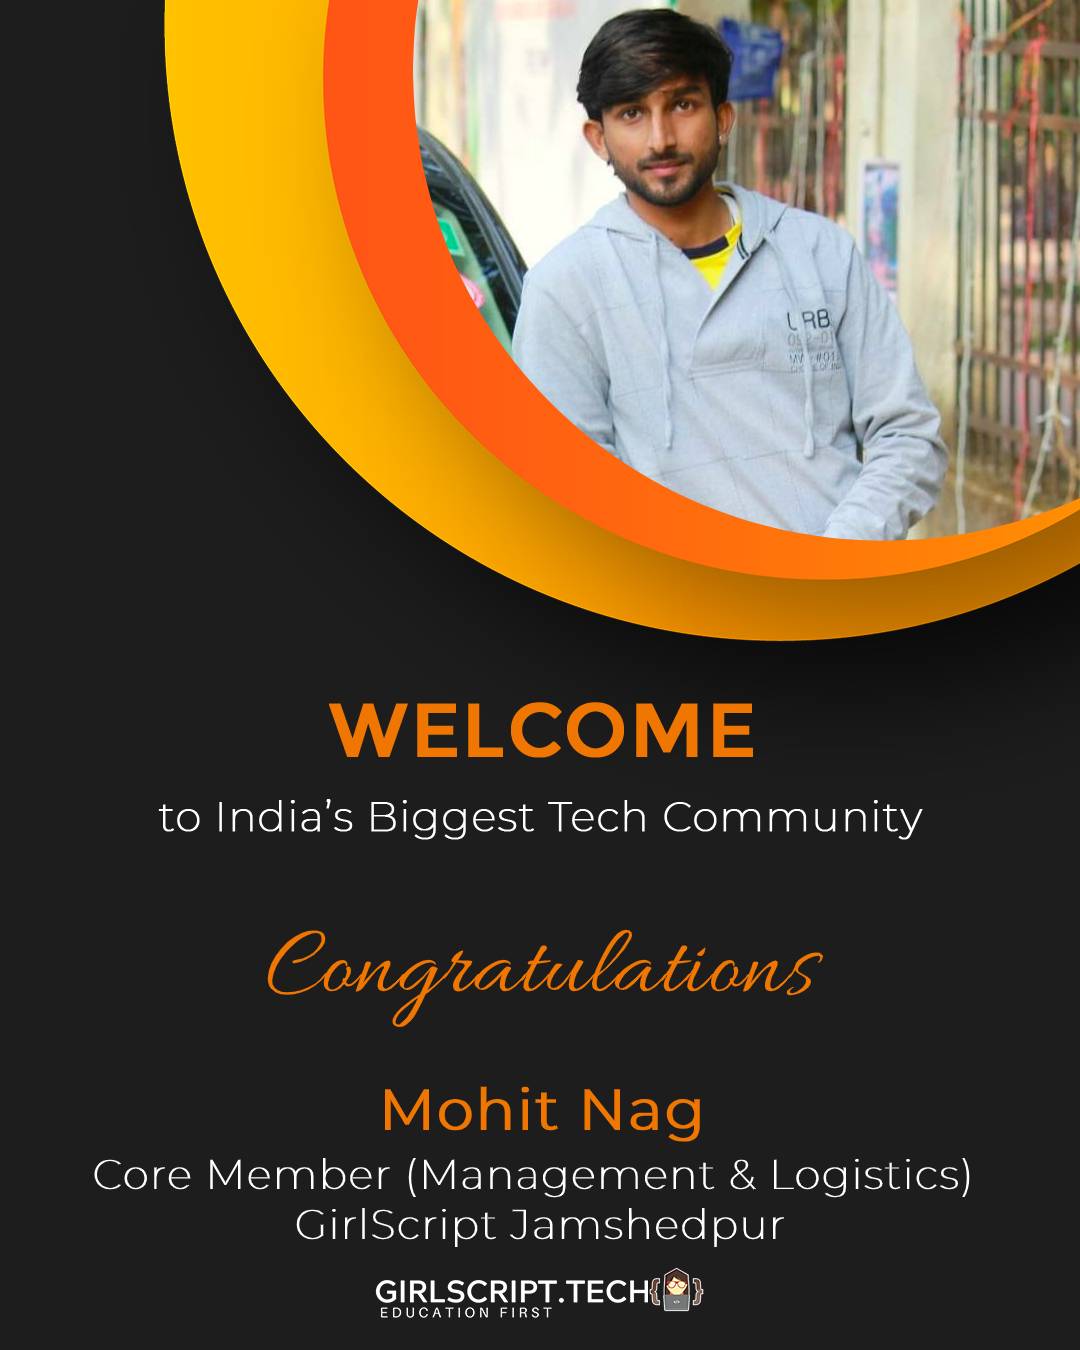 URB
WELCOME
to India's Biggest Tech Community
Congratulations
Mohit Nag
Core Member (Management & Logistics)
GirlScript Jamshedpur
GIRLSCRIPT.TECH
EDUCATION FIRST